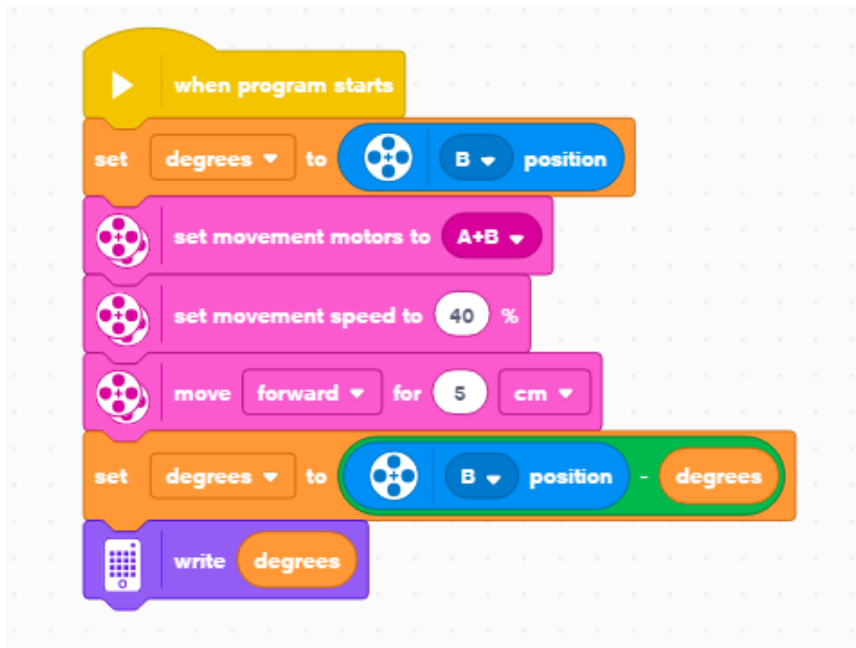 when program starts
set degrees to B position
set movement motors to A+B
set movement speed to 40 %
move forward for 5 cm
set degrees to B position - degrees
write degrees